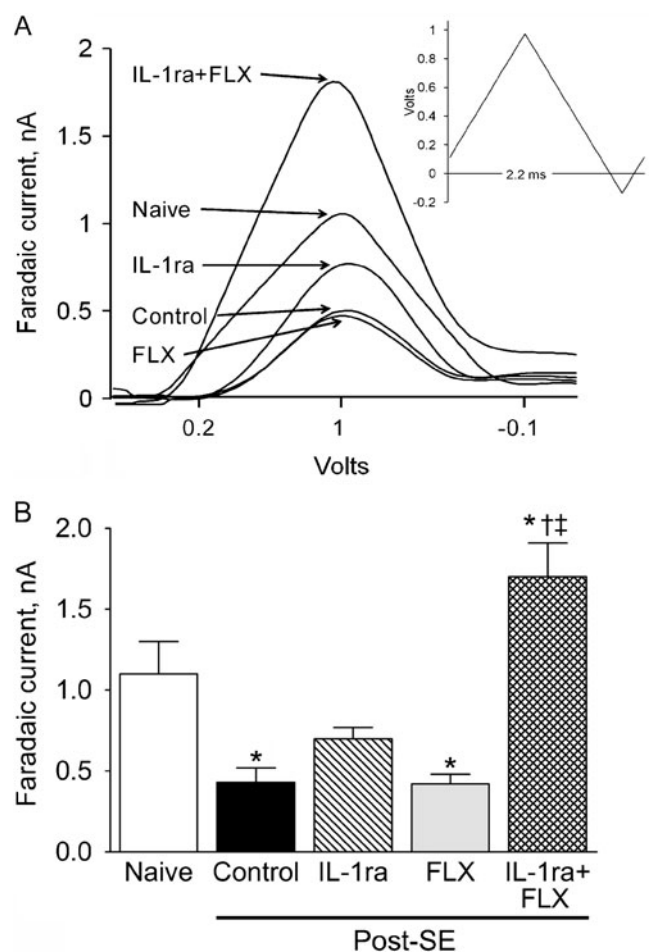 A
Faradaic current, nA
2
1.5
1
0.5
0
IL-1ra+FLX
Naive
IL-1ra
Control
FLX
0.2
1
-0.1
Volts
Volts
1
0.8
0.6
0.4
0.2
0
-0.2
2.2 ms
B
Faradaic current, nA
2.0
1.5
1.0
0.5
0.0
*
*
*†‡
Naive
Control
IL-1ra
FLX
IL-1ra+
FLX
Post-SE